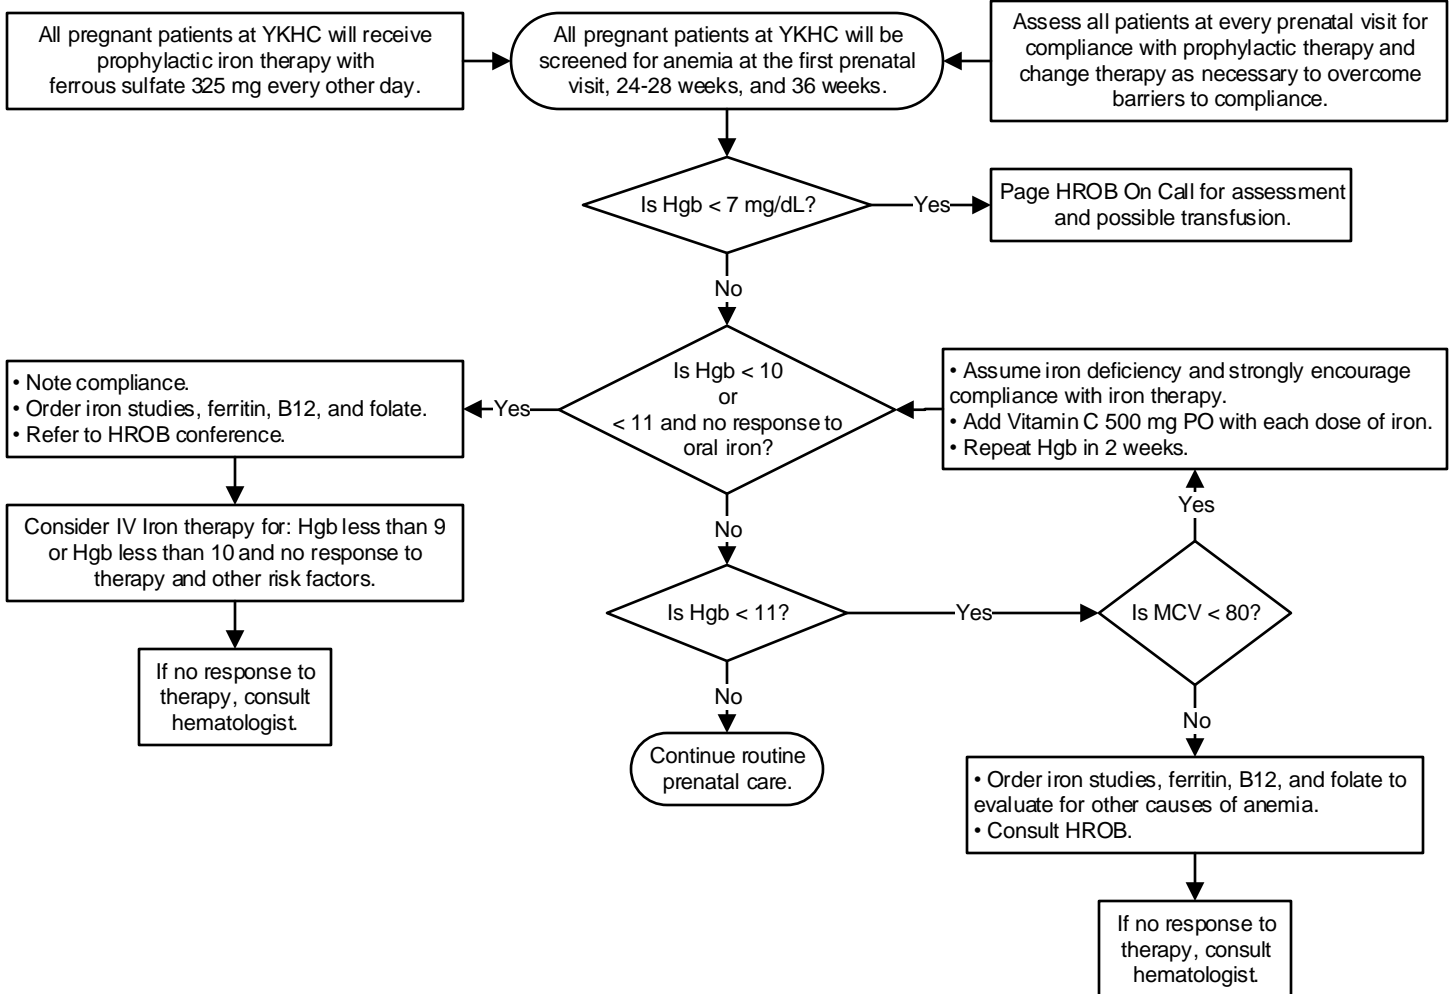 All pregnant patients at YKHC will receive
prophylactic iron therapy with
ferrous sulfate 325 mg every other day.
All pregnant patients at YKHC will be
screened for anemia at the first prenatal
visit, 24-28 weeks, and 36 weeks.
Assess all patients at every prenatal visit for
compliance with prophylactic therapy and
change therapy as necessary to overcome
barriers to compliance.
Is Hgb < 7 mg/dL?
Yes
Page HROB On Call for assessment
and possible transfusion.
No
Is Hgb < 10
or
< 11 and no response to
oral iron?
Yes
• Note compliance.
• Order iron studies, ferritin, B12, and folate.
• Refer to HROB conference.
• Assume iron deficiency and strongly encourage
compliance with iron therapy.
• Add Vitamin C 500 mg PO with each dose of iron.
• Repeat Hgb in 2 weeks.
Consider IV Iron therapy for: Hgb less than 9
or Hgb less than 10 and no response to
therapy and other risk factors.
If no response to
therapy, consult
hematologist.
No
Is Hgb < 11?
Yes
Is MCV < 80?
Yes
No
Continue routine
prenatal care.
No
• Order iron studies, ferritin, B12, and folate to
evaluate for other causes of anemia.
• Consult HROB.
If no response to
therapy, consult
hematologist.